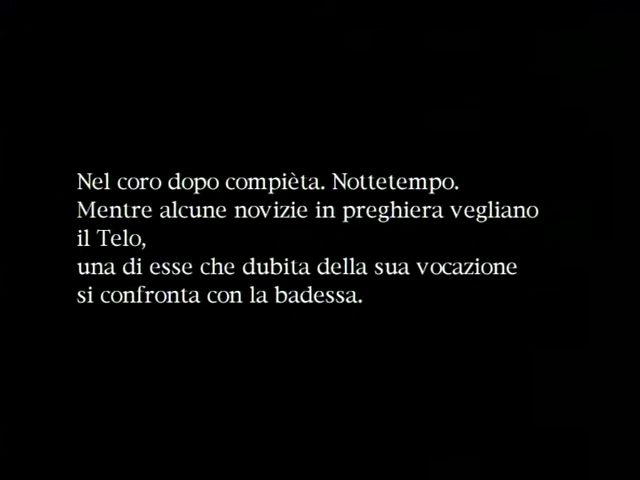 Nel coro dopo compièta. Nottetempo.
Mentre alcune novizie in preghiera vegliano
il Telo,
una di esse che dubita della sua vocazione
si confronta con la badessa.